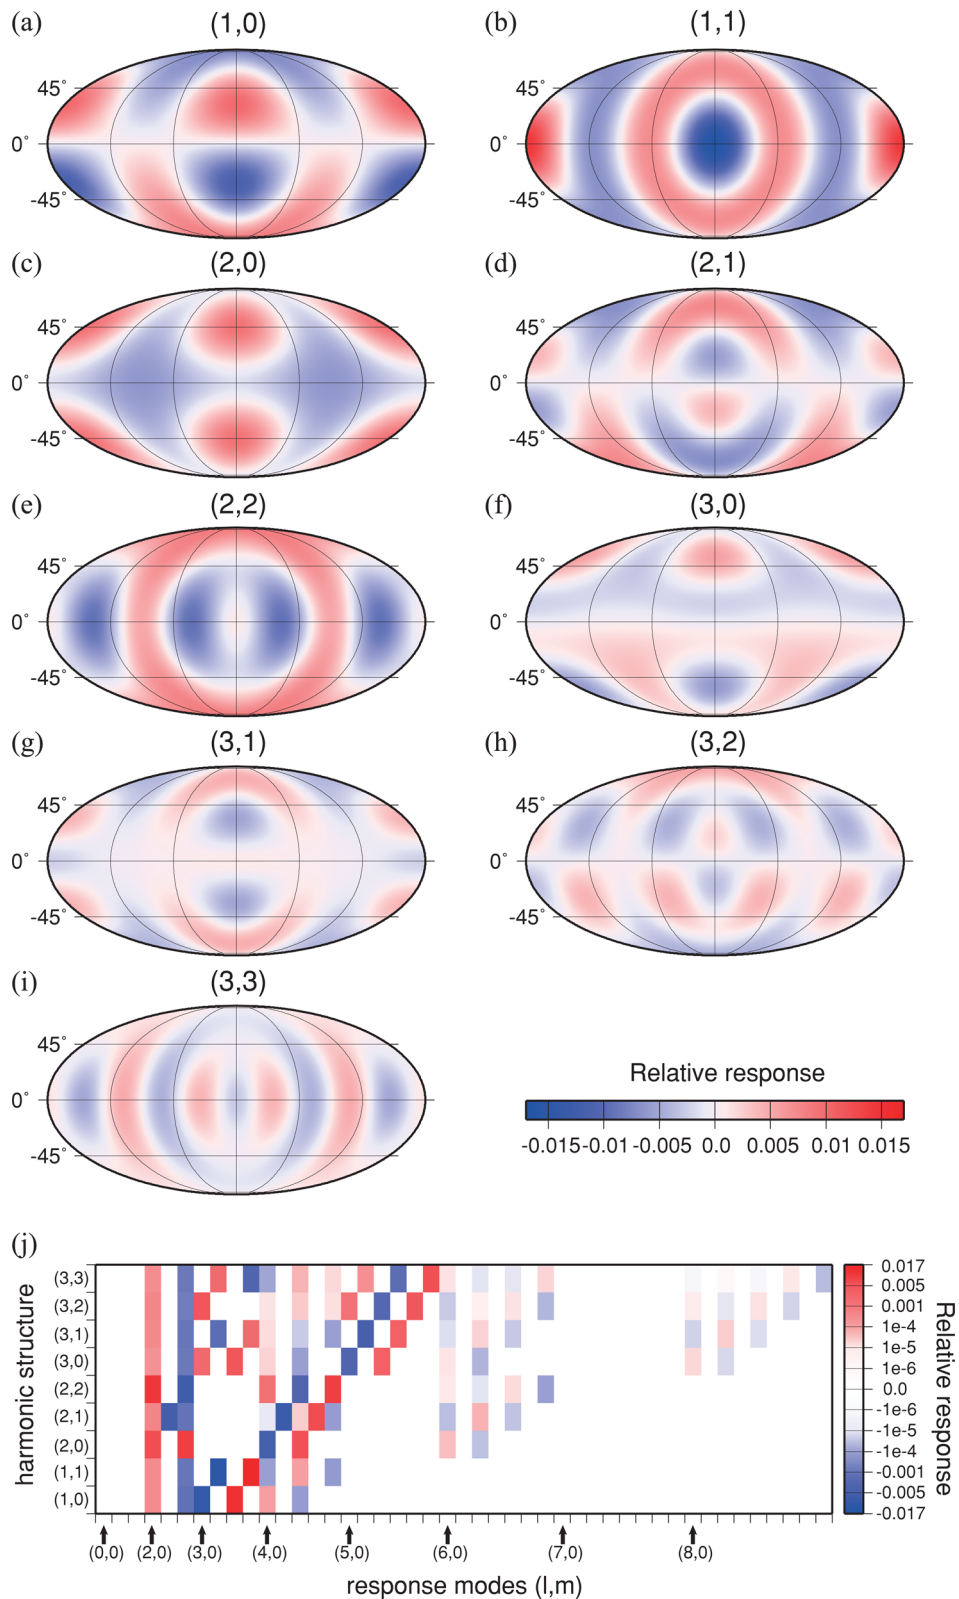 (a) (1,0) (b) (1,1)
45° 45°
0° 0°
-45° -45°
(c) (2,0) (d) (2,1)
45° 45°
0° 0°
-45° -45°
(e) (2,2) (f) (3,0)
45° 45°
0° 0°
-45° -45°
(g) (3,1) (h) (3,2)
45° 45°
0° 0°
-45° -45°
(i) (3,3)
45°
0°
-45°
Relative response
-0.015 -0.01 -0.005 0.0 0.005 0.01 0.015
(j)
harmonic structure
(3,3)
(3,2)
(3,1)
(3,0)
(2,2)
(2,1)
(2,0)
(1,1)
(1,0)
(0,0) (2,0) (3,0) (4,0) (5,0) (6,0) (7,0) (8,0)
response modes (l,m)
0.017
0.005
0.001
1e-4
1e-5
1e-6
0.0
-1e-6
-1e-5
-1e-4
-0.001
-0.005
-0.017
Relative response